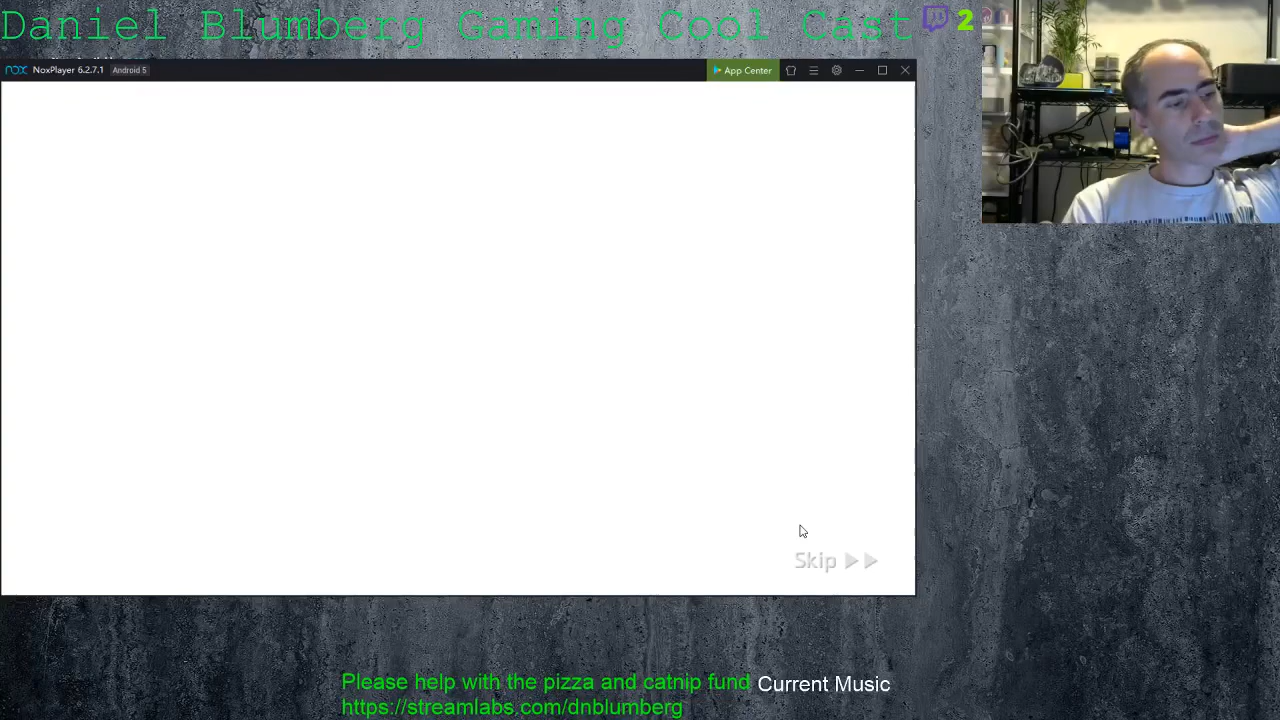 Daniel Blumberg Gaming Cool Cast 2
nox NoxPlayer 6.2.7.1 Android 5 App Center
Skip
Please help with the pizza and catnip fund Current Music
https://streamlabs.com/dnblumberg